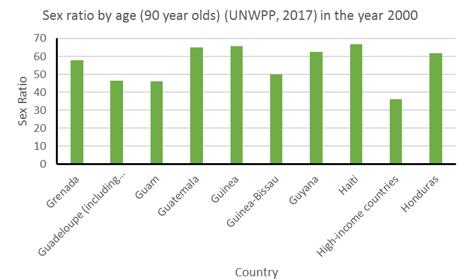 Sex ratio by age (90 year olds) (UNWPP, 2017) in the year 2000
Sex Ratio
70
60
50
40
30
20
10
0
Grenada
Guadeloupe (including...
Guam
Guatemala
Guinea
Guinea-Bissau
Guyana
Haiti
High-income countries
Honduras
Country